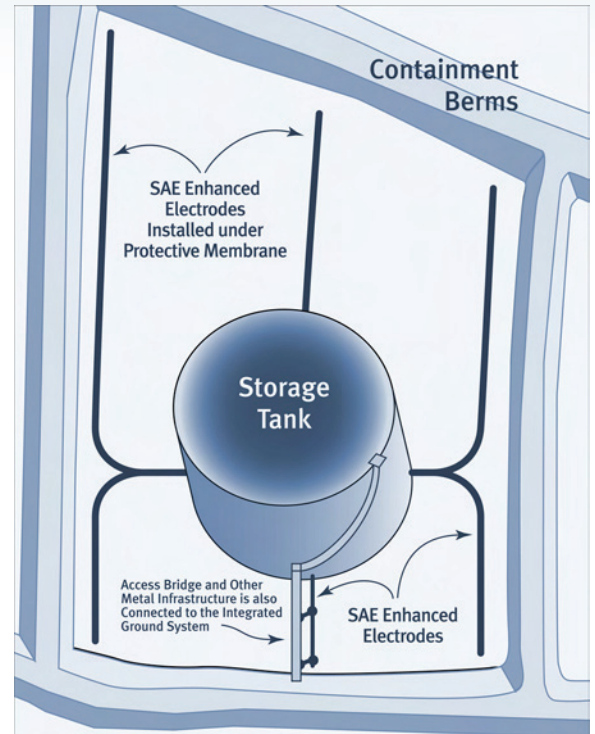 Containment
Berms
SAE Enhanced
Electrodes
Installed under
Protective Membrane
Storage
Tank
Access Bridge and Other
Metal Infrastructure is also
Connected to the Integrated
Ground System
SAE Enhanced
Electrodes